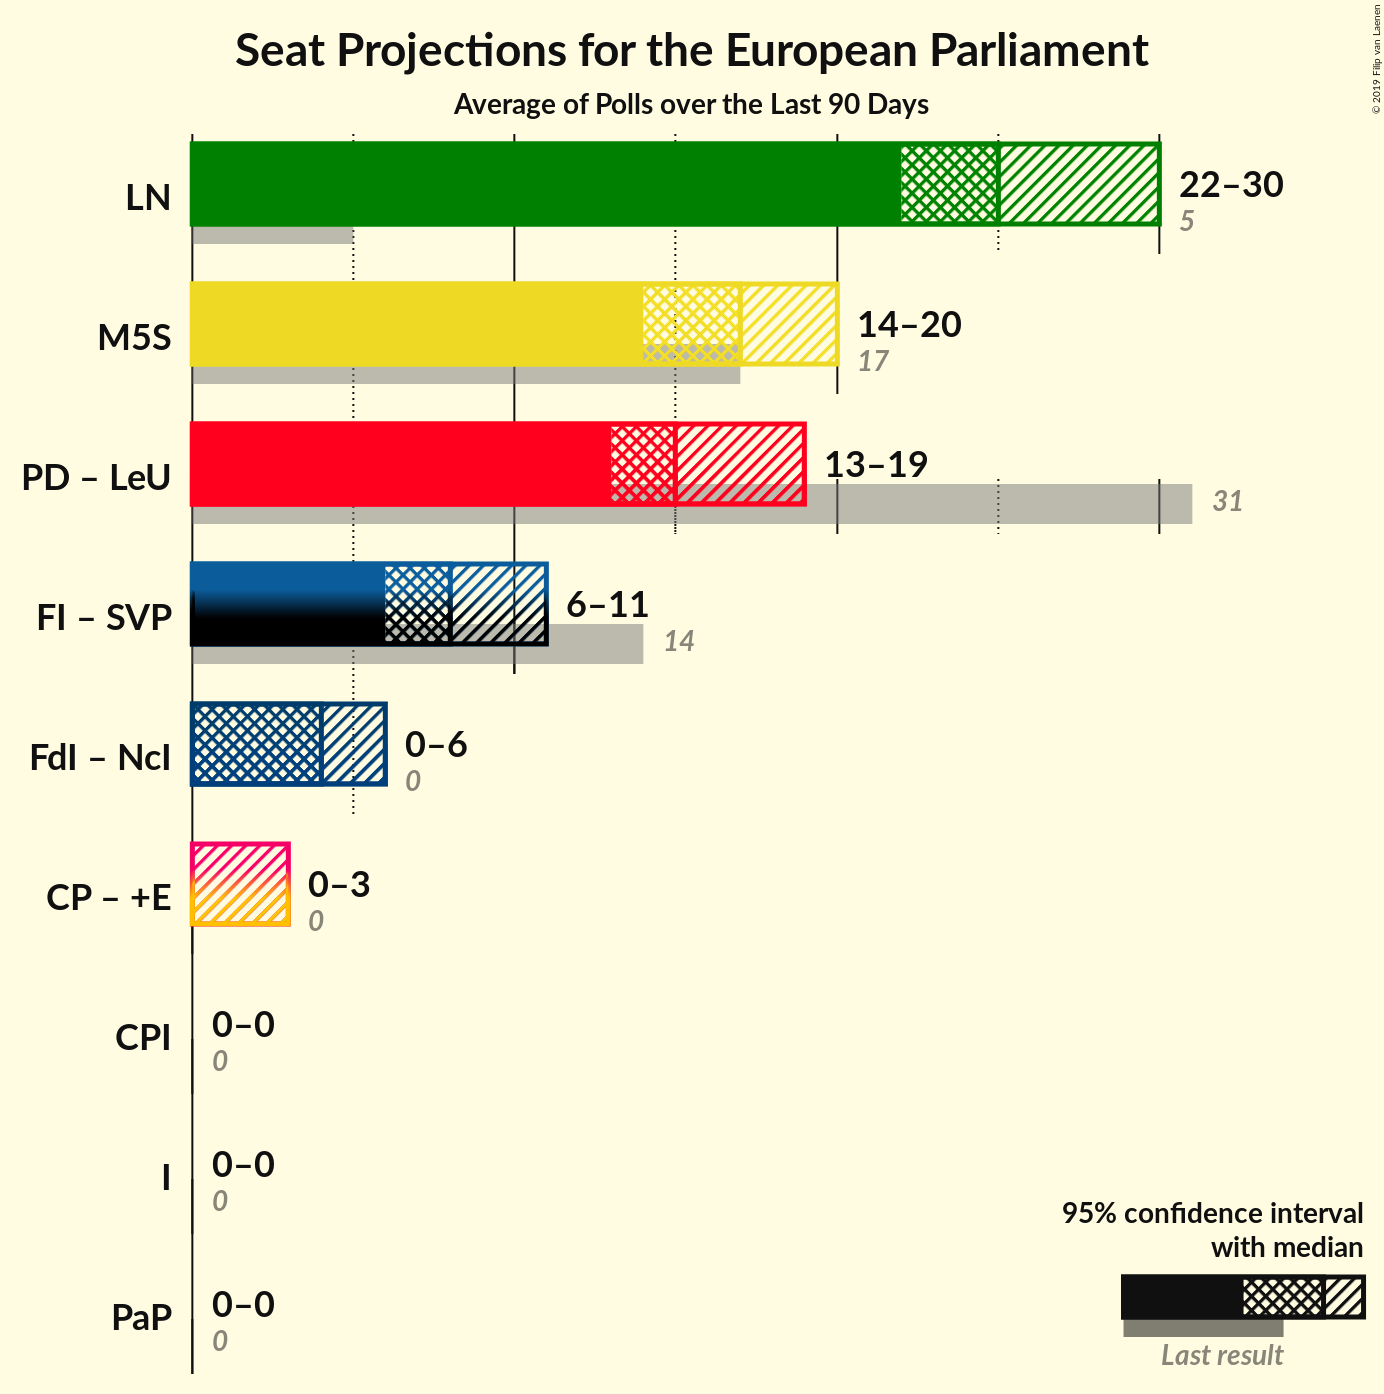 Seat Projections for the European Parliament
Average of Polls over the Last 90 Days
© 2019 Filip van Laenen
LN
22–30
5
M5S
14–20
17
PD – LeU
13–19
31
FI – SVP
6–11
14
FdI – NcI
0–6
0
CP – +E
0–3
0
CPI
0–0
0
I
0–0
0
PaP
0–0
0
95% confidence interval
with median
Last result